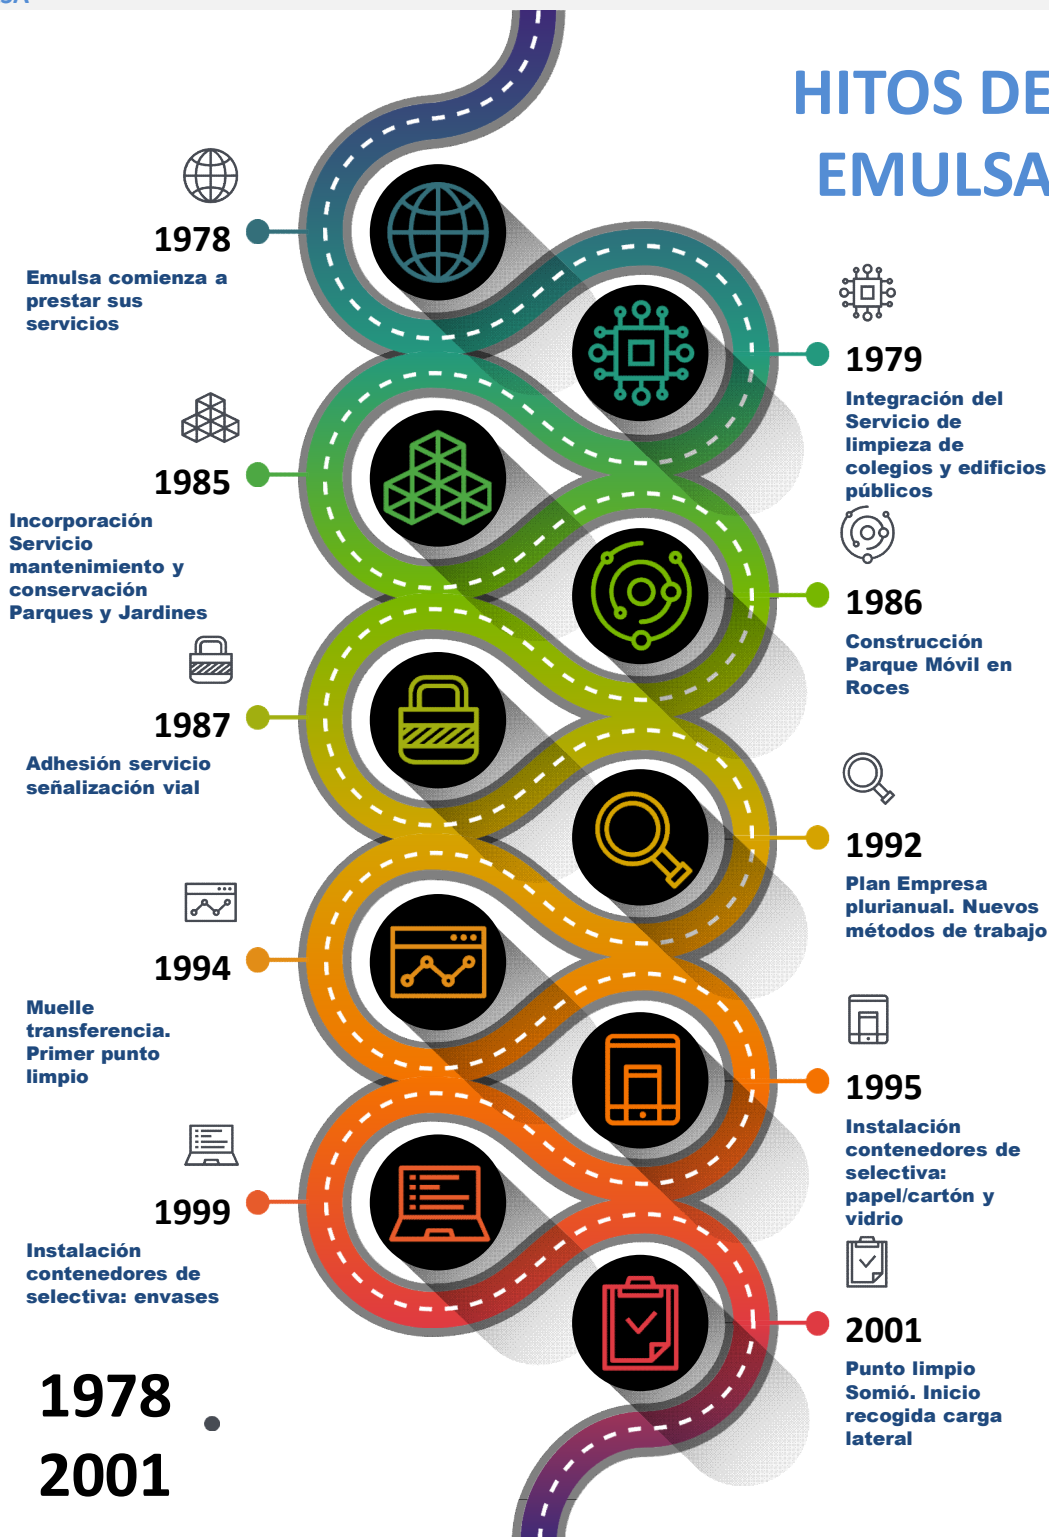 HITOS DE
EMULSA
1978
Emulsa comienza a
prestar sus
servicios
1979
Integración del
Servicio de
limpieza de
colegios y edificios
públicos
1985
Incorporación
Servicio
mantenimiento y
conservación
Parques y Jardines
1986
Construcción
Parque Móvil en
Roces
1987
Adhesión servicio
señalización vial
1992
Plan Empresa
plurianual. Nuevos
métodos de trabajo
1994
Muelle
transferencia.
Primer punto
limpio
1995
Instalación
contenedores de
selectiva:
papel/cartón y
vidrio
1999
Instalación
contenedores de
selectiva: envases
2001
Punto limpio
Somió. Inicio
recogida carga
lateral
1978
2001